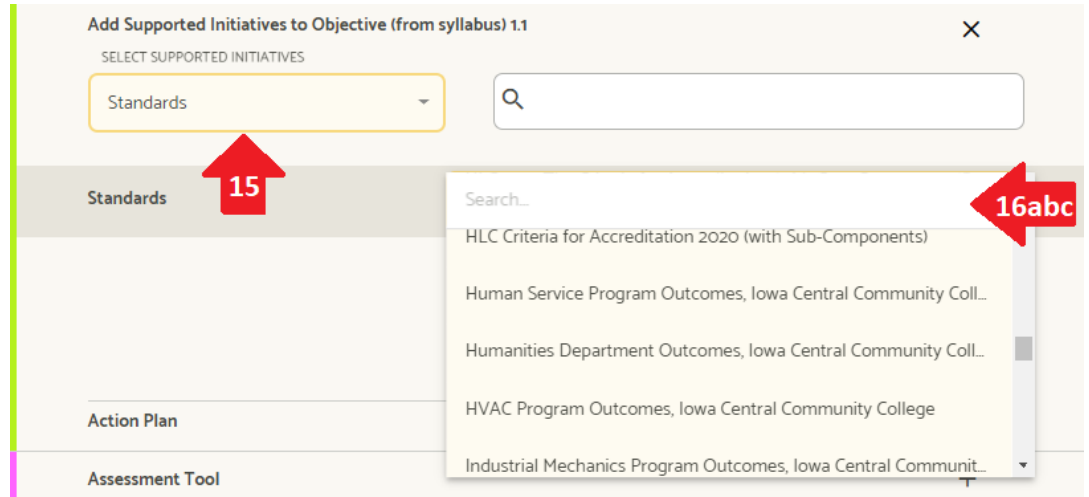 Add Supported Initiatives to Objective (from syllabus) 1.1
SELECT SUPPORTED INITIATIVES
Standards
15
Standards
Search...
16abc
HLC Criteria for Accreditation 2020 (with Sub-Components)
Human Service Program Outcomes, Iowa Central Community Coll...
Humanities Department Outcomes, Iowa Central Community Coll...
HVAC Program Outcomes, Iowa Central Community College
Action Plan
Industrial Mechanics Program Outcomes, Iowa Central Communit...
Assessment Tool